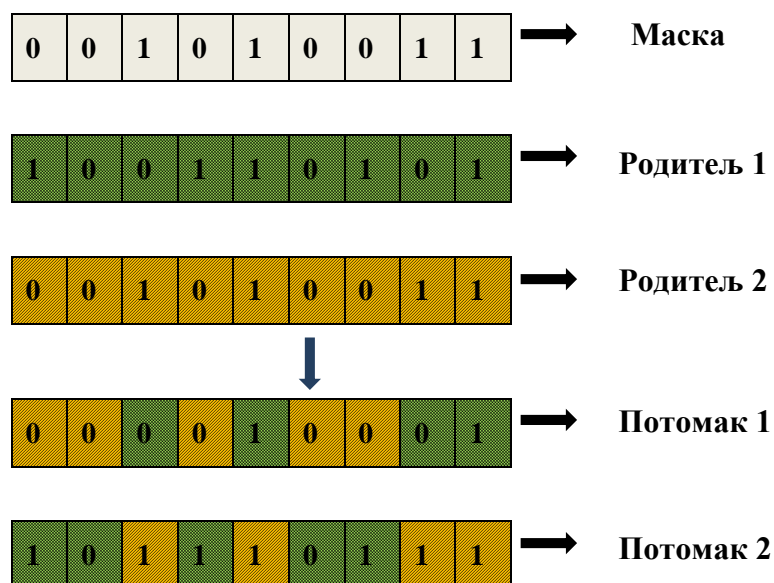 0 0 1 0 1 0 0 1 1 Маска
1 0 0 1 1 0 1 0 1 Родитељ 1
0 0 1 0 1 0 0 1 1 Родитељ 2
0 0 0 0 1 0 0 0 1 Потомак 1
1 0 1 1 1 0 1 1 1 Потомак 2